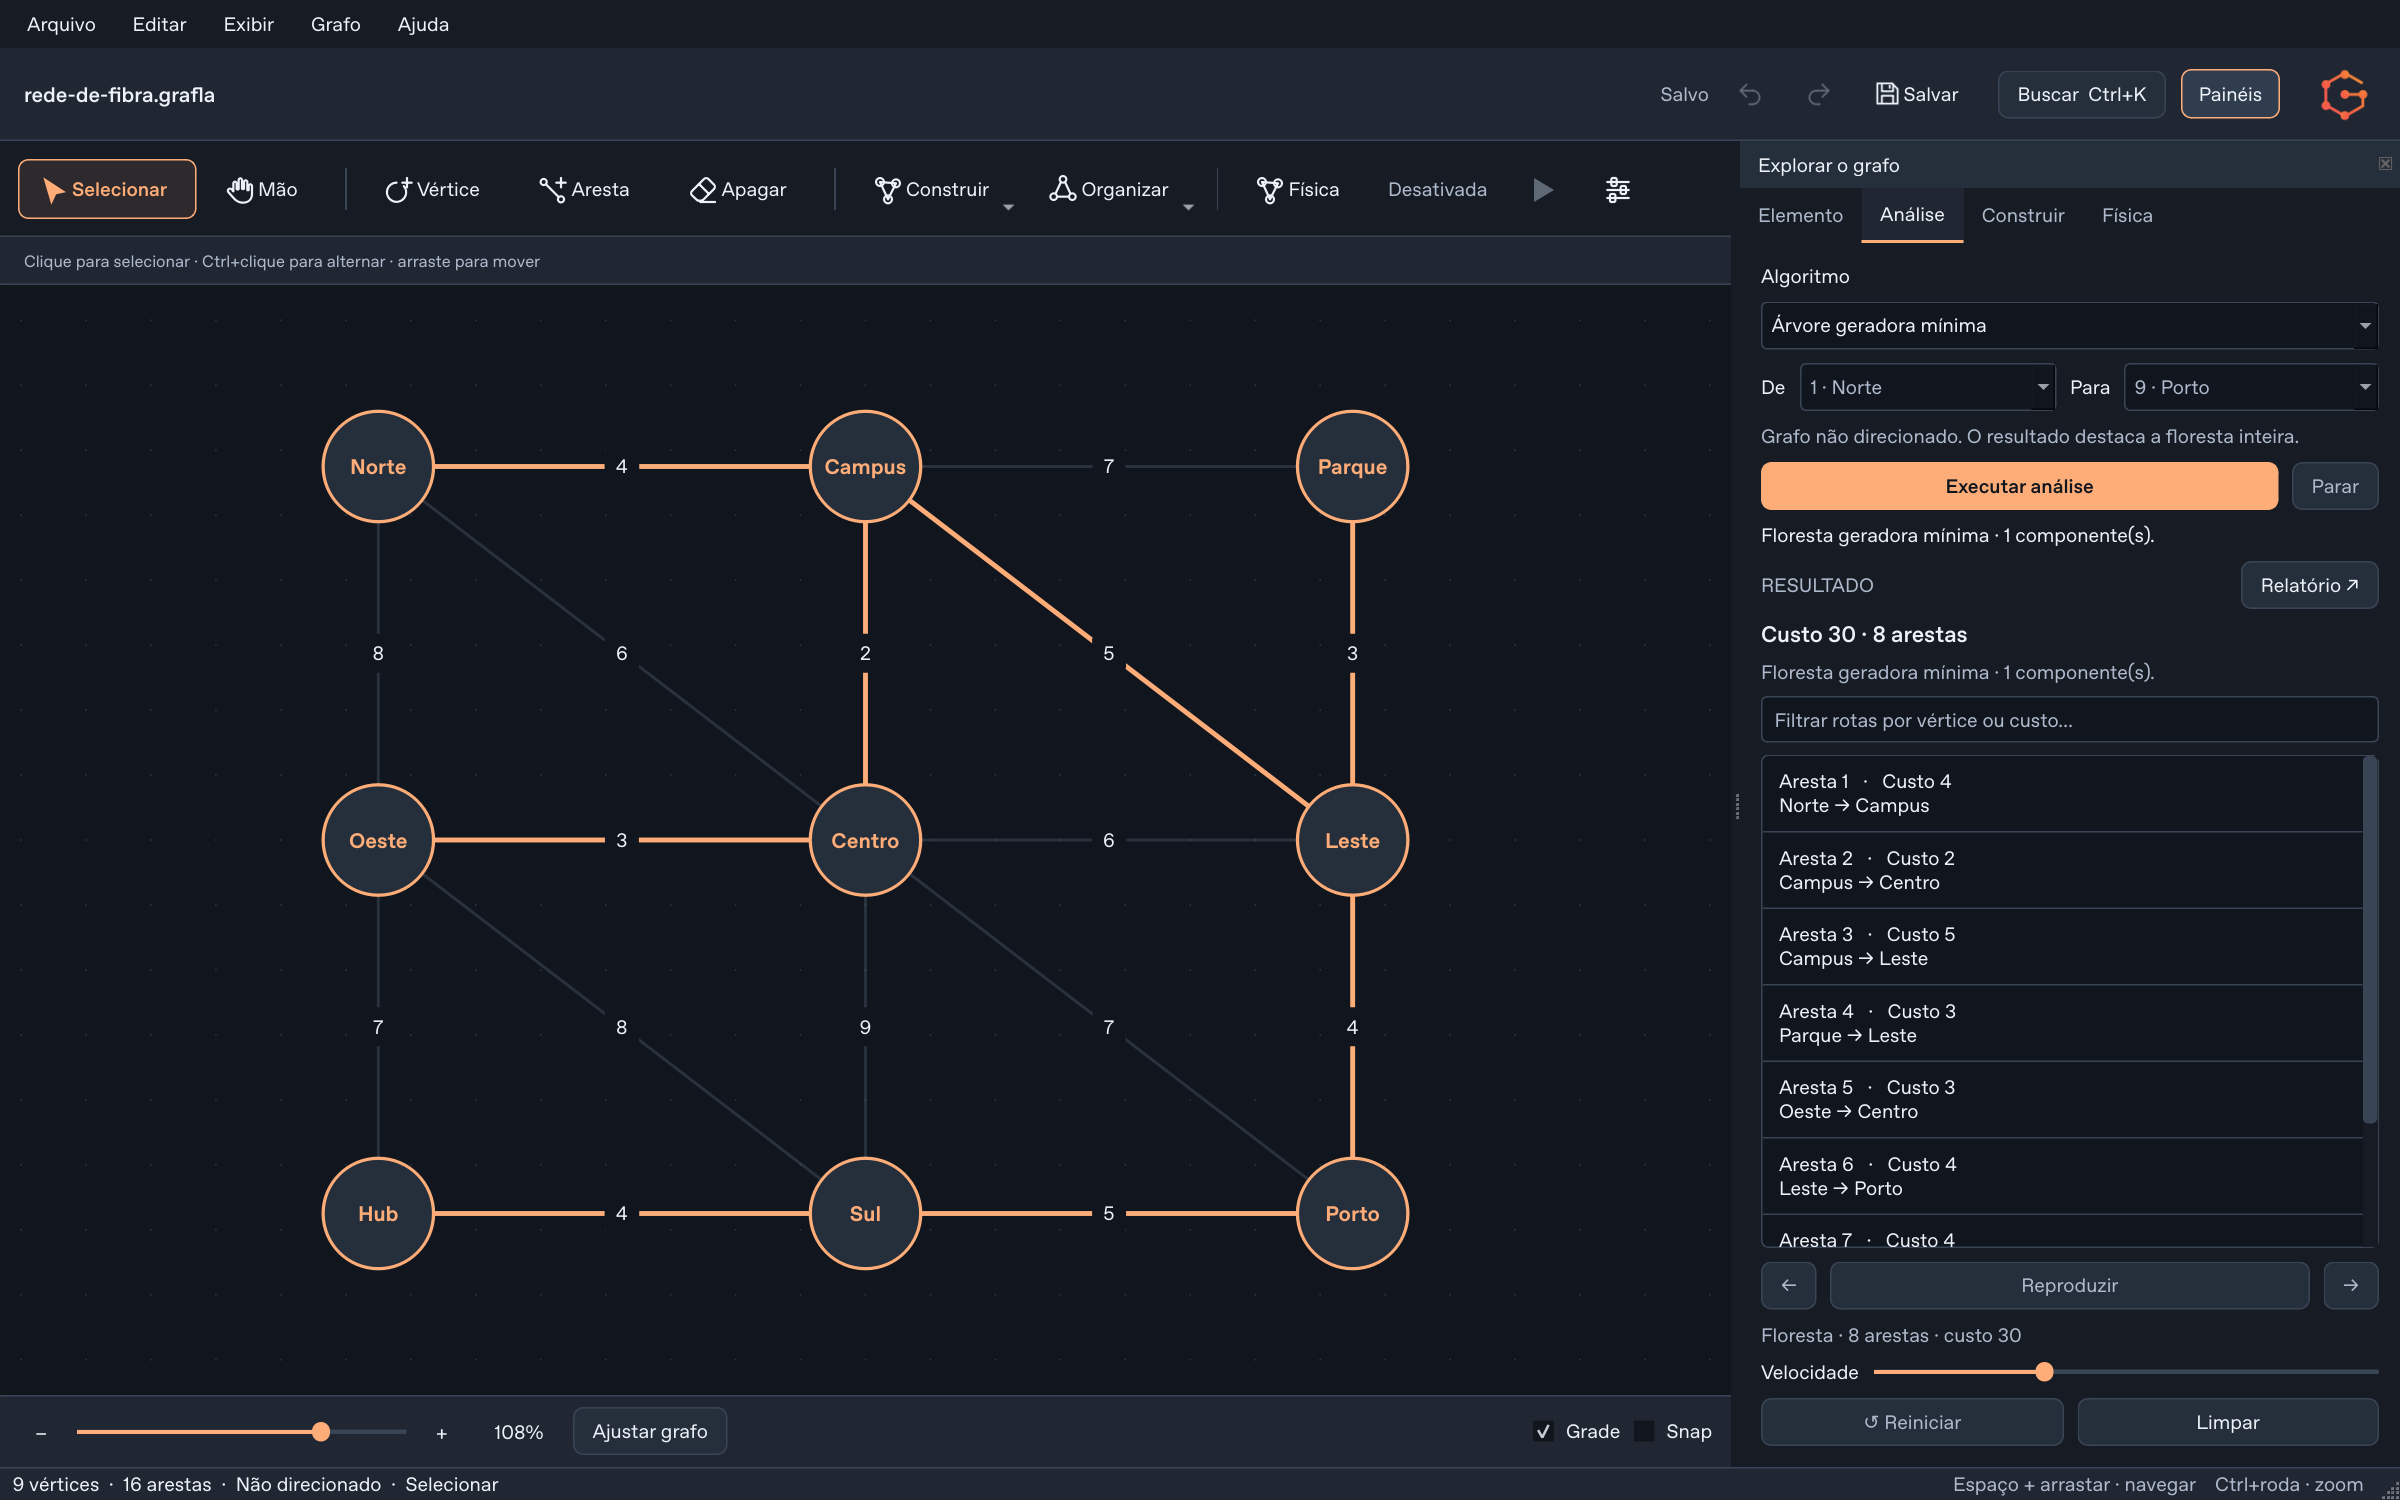 Arquivo Editar Exibir Grafo Ajuda
rede-de-fibra.grafla
Salvo Salvar Buscar Ctrl+K Painéis
Selecionar Mão Vértice Aresta Apagar Construir Organizar Física Desativada
Clique para selecionar · Ctrl+clique para alternar · arraste para mover
Norte 4 Campus 7 Parque
8 6 2 5 3
Oeste 3 Centro 6 Leste
7 8 9 7 4
Hub 4 Sul 5 Porto
− + 108% Ajustar grafo Grade Snap
9 vértices · 16 arestas · Não direcionado · Selecionar
Explorar o grafo
Elemento Análise Construir Física
Algoritmo
Árvore geradora mínima
De 1 · Norte Para 9 · Porto
Grafo não direcionado. O resultado destaca a floresta inteira.
Executar análise Parar
Floresta geradora mínima · 1 componente(s).
RESULTADO Relatório ↗
Custo 30 · 8 arestas
Floresta geradora mínima · 1 componente(s).
Filtrar rotas por vértice ou custo...
Aresta 1 · Custo 4
Norte → Campus
Aresta 2 · Custo 2
Campus → Centro
Aresta 3 · Custo 5
Campus → Leste
Aresta 4 · Custo 3
Parque → Leste
Aresta 5 · Custo 3
Oeste → Centro
Aresta 6 · Custo 4
Leste → Porto
Aresta 7 · Custo 4
← Reproduzir →
Floresta · 8 arestas · custo 30
Velocidade
↺ Reiniciar Limpar
Espaço + arrastar · navegar Ctrl+roda · zoom